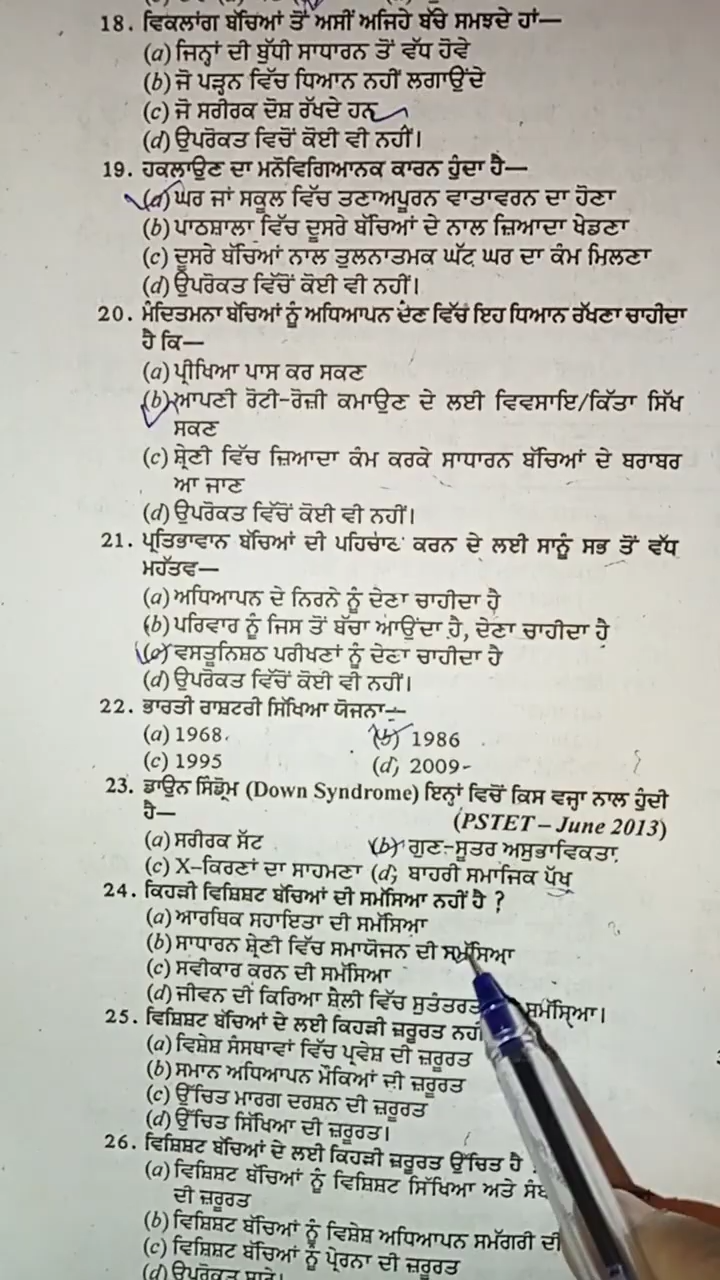 18. ਵਿਕਲਾਂਗ ਬੱਚਿਆਂ ਤੋਂ ਅਸੀਂ ਅਜਿਹੇ ਬੱਚੇ ਸਮਝਦੇ ਹਾਂ—
(a) ਜਿਨ੍ਹਾਂ ਦੀ ਬੁੱਧੀ ਸਾਧਾਰਨ ਤੋਂ ਵੱਧ ਹੋਵੇ
(b) ਜੋ ਪੜ੍ਹਨ ਵਿੱਚ ਧਿਆਨ ਨਹੀਂ ਲਗਾਉਂਦੇ
(c) ਜੋ ਸਰੀਰਕ ਦੋਸ਼ ਰੱਖਦੇ ਹਨ
(d) ਉਪਰੋਕਤ ਵਿਚੋਂ ਕੋਈ ਵੀ ਨਹੀਂ।
19. ਹਕਲਾਉਣ ਦਾ ਮਨੋਵਿਗਿਆਨਕ ਕਾਰਨ ਹੁੰਦਾ ਹੈ—
(a) ਘਰ ਜਾਂ ਸਕੂਲ ਵਿੱਚ ਤਣਾਅਪੂਰਨ ਵਾਤਾਵਰਨ ਦਾ ਹੋਣਾ
(b) ਪਾਠਸ਼ਾਲਾ ਵਿੱਚ ਦੂਸਰੇ ਬੱਚਿਆਂ ਦੇ ਨਾਲ ਜ਼ਿਆਦਾ ਖੇਡਣਾ
(c) ਦੂਸਰੇ ਬੱਚਿਆਂ ਨਾਲ ਤੁਲਨਾਤਮਕ ਘੱਟ ਘਰ ਦਾ ਕੰਮ ਮਿਲਣਾ
(d) ਉਪਰੋਕਤ ਵਿੱਚੋਂ ਕੋਈ ਵੀ ਨਹੀਂ।
20. ਮੰਦਿਤਮਨਾ ਬੱਚਿਆਂ ਨੂੰ ਅਧਿਆਪਨ ਦੇਣ ਵਿੱਚ ਇਹ ਧਿਆਨ ਰੱਖਣਾ ਚਾਹੀਦਾ
ਹੈ ਕਿ—
(a) ਪ੍ਰੀਖਿਆ ਪਾਸ ਕਰ ਸਕਣ
(b) ਆਪਣੀ ਰੋਟੀ-ਰੋਜ਼ੀ ਕਮਾਉਣ ਦੇ ਲਈ ਵਿਵਸਾਇ/ਕਿੱਤਾ ਸਿੱਖ
ਸਕਣ
(c) ਸ਼੍ਰੇਣੀ ਵਿੱਚ ਜ਼ਿਆਦਾ ਕੰਮ ਕਰਕੇ ਸਾਧਾਰਨ ਬੱਚਿਆਂ ਦੇ ਬਰਾਬਰ
ਆ ਜਾਣ
(d) ਉਪਰੋਕਤ ਵਿੱਚੋਂ ਕੋਈ ਵੀ ਨਹੀਂ।
21. ਪ੍ਰਤਿਭਾਵਾਨ ਬੱਚਿਆਂ ਦੀ ਪਹਿਚਾਣ ਕਰਨ ਦੇ ਲਈ ਸਾਨੂੰ ਸਭ ਤੋਂ ਵੱਧ
ਮਹੱਤਵ—
(a) ਅਧਿਆਪਨ ਦੇ ਨਿਰਨੇ ਨੂੰ ਦੇਣਾ ਚਾਹੀਦਾ ਹੈ
(b) ਪਰਿਵਾਰ ਨੂੰ ਜਿਸ ਤੋਂ ਬੱਚਾ ਆਉਂਦਾ ਹੈ, ਦੇਣਾ ਚਾਹੀਦਾ ਹੈ
(c) ਵਸਤੂਨਿਸ਼ਠ ਪਰੀਖਣਾਂ ਨੂੰ ਦੇਣਾ ਚਾਹੀਦਾ ਹੈ
(d) ਉਪਰੋਕਤ ਵਿੱਚੋਂ ਕੋਈ ਵੀ ਨਹੀਂ।
22. ਭਾਰਤੀ ਰਾਸ਼ਟਰੀ ਸਿੱਖਿਆ ਯੋਜਨਾ—
(a) 1968 (b) 1986
(c) 1995 (d) 2009
23. ਡਾਉਨ ਸਿੰਡ੍ਰੋਮ (Down Syndrome) ਇਨ੍ਹਾਂ ਵਿਚੋਂ ਕਿਸ ਵਜ੍ਹਾ ਨਾਲ ਹੁੰਦੀ
ਹੈ— (PSTET – June 2013)
(a) ਸਰੀਰਕ ਸੱਟ (b) ਗੁਣ-ਸੂਤਰ ਅਸੁਭਾਵਿਕਤਾ
(c) X-ਕਿਰਣਾਂ ਦਾ ਸਾਹਮਣਾ (d) ਬਾਹਰੀ ਸਮਾਜਿਕ ਪੱਖ
24. ਕਿਹੜੀ ਵਿਸ਼ਿਸ਼ਟ ਬੱਚਿਆਂ ਦੀ ਸਮੱਸਿਆ ਨਹੀਂ ਹੈ ?
(a) ਆਰਥਿਕ ਸਹਾਇਤਾ ਦੀ ਸਮੱਸਿਆ
(b) ਸਾਧਾਰਨ ਸ਼੍ਰੇਣੀ ਵਿੱਚ ਸਮਾਯੋਜਨ ਦੀ ਸਮੱਸਿਆ
(c) ਸਵੀਕਾਰ ਕਰਨ ਦੀ ਸਮੱਸਿਆ
(d) ਜੀਵਨ ਦੀ ਕਿਰਿਆ ਸ਼ੈਲੀ ਵਿੱਚ ਸਮੱਸਿਆ।
25. ਵਿਸ਼ਿਸ਼ਟ ਬੱਚਿਆਂ ਦੇ ਲਈ ਕਿਹੜੀ ਜ਼ਰੂਰਤ
(a) ਵਿਸ਼ੇਸ਼ ਸੰਸਥਾਵਾਂ ਵਿੱਚ ਪ੍ਰਵੇਸ਼ ਦੀ ਜ਼ਰੂਰਤ
(b) ਸਮਾਨ ਅਧਿਆਪਨ ਮੌਕਿਆਂ ਦੀ ਜ਼ਰੂਰਤ
(c) ਉੱਚਿਤ ਮਾਰਗ ਦਰਸ਼ਨ ਦੀ ਜ਼ਰੂਰਤ
(d) ਉੱਚਿਤ ਸਿੱਖਿਆ ਦੀ ਜ਼ਰੂਰਤ।
26. ਵਿਸ਼ਿਸ਼ਟ ਬੱਚਿਆਂ ਦੇ ਲਈ ਕਿਹੜੀ ਜ਼ਰੂਰਤ ਉੱਚਿਤ ਹੈ
(a) ਵਿਸ਼ਿਸ਼ਟ ਬੱਚਿਆਂ ਨੂੰ ਵਿਸ਼ਿਸ਼ਟ ਸਿੱਖਿਆ ਅਤੇ
ਦੀ ਜ਼ਰੂਰਤ
(b) ਵਿਸ਼ਿਸ਼ਟ ਬੱਚਿਆਂ ਨੂੰ ਵਿਸ਼ੇਸ਼ ਅਧਿਆਪਨ ਸਮੱਗਰੀ ਦੀ
(c) ਵਿਸ਼ਿਸ਼ਟ ਬੱਚਿਆਂ ਨੂੰ ਪ੍ਰੇਰਨਾ ਦੀ ਜ਼ਰੂਰਤ
(d) ਉਪਰੋਕਤ ਸਾਰੇ।